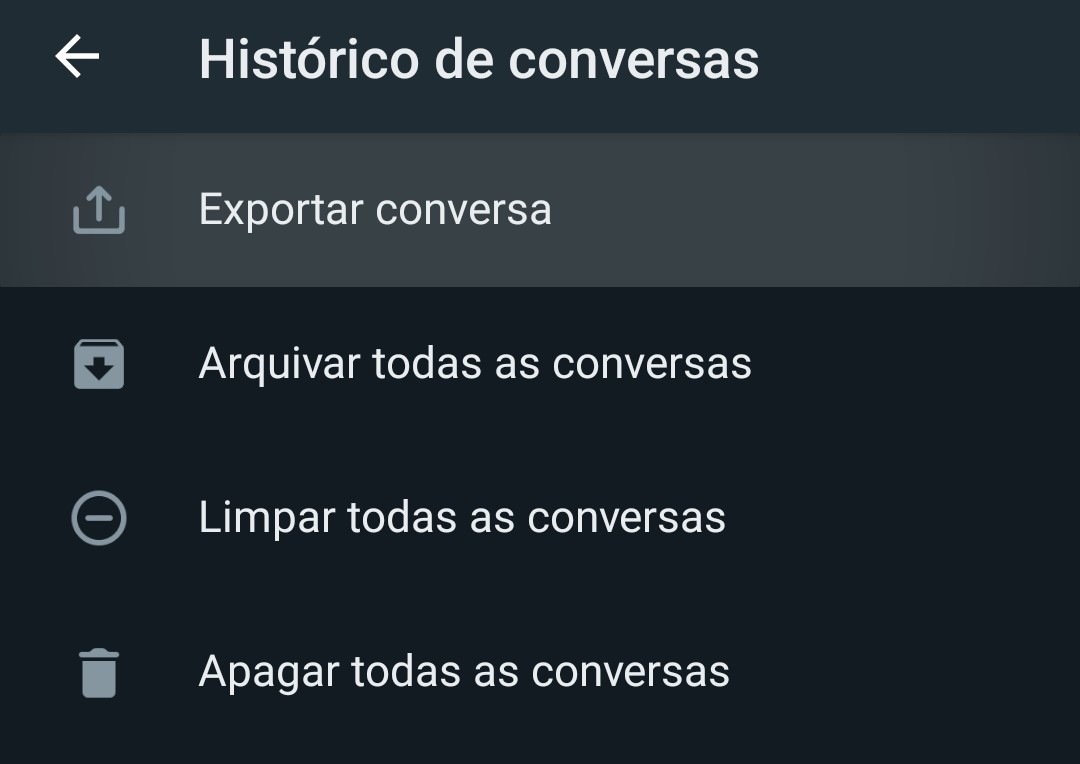 Histórico de conversas
Exportar conversa
Arquivar todas as conversas
Limpar todas as conversas
Apagar todas as conversas